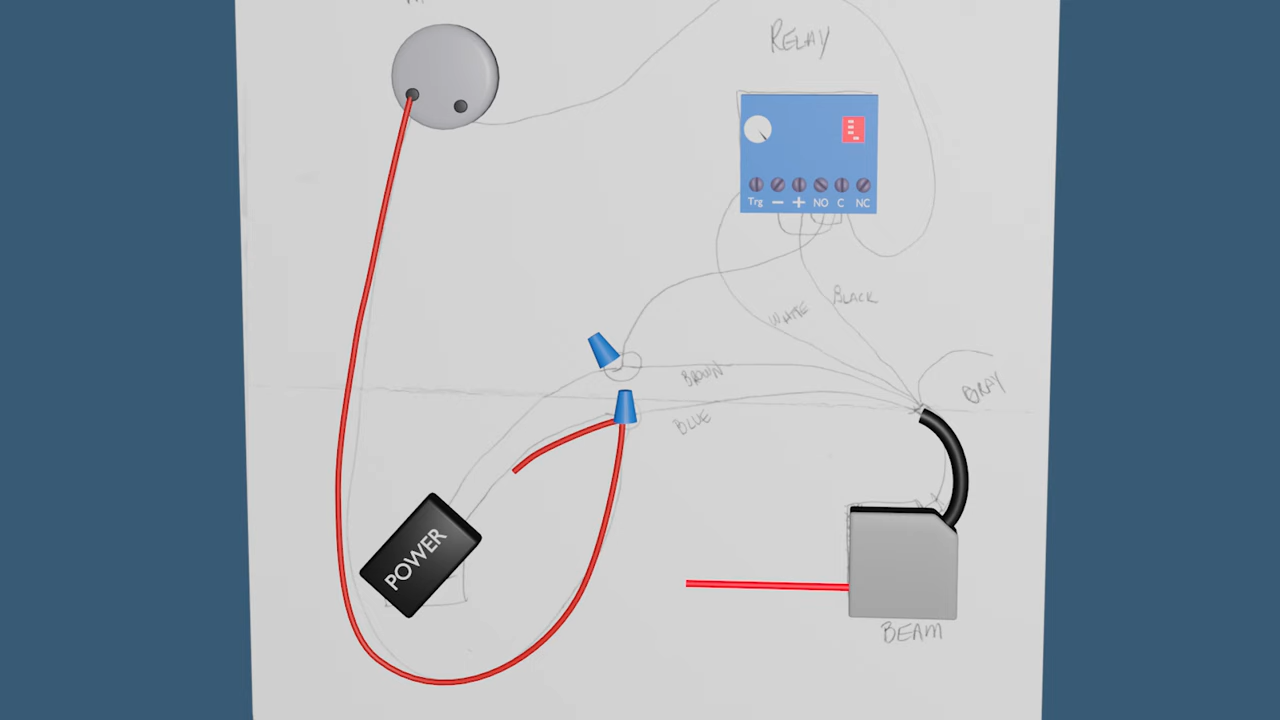 RELAY
Trg − + NO C NC
BLACK
WHITE
BROWN
GRAY
BLUE
POWER
BEAM